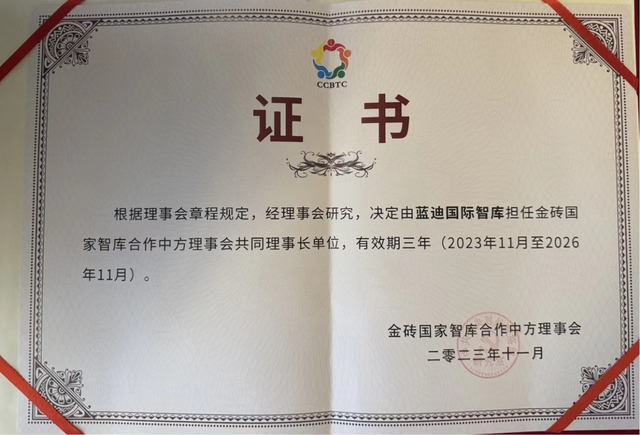 CCBTC
证 书
根据理事会章程规定，经理事会研究，决定由蓝迪国际智库担任金砖国
家智库合作中方理事会共同理事长单位，有效期三年（2023年11月至2026
年11月）。
金砖国家智库合作中方理事会
二零二三年十一月